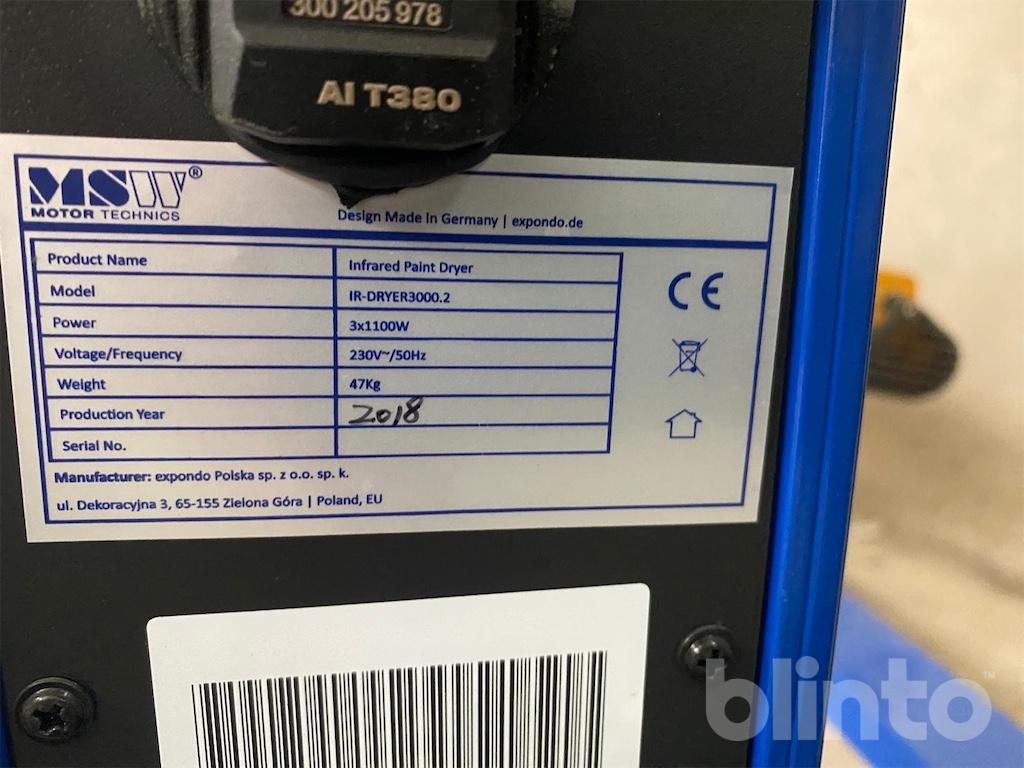 300 205 978
AI T380
MSW®
MOTOR TECHNICS
Design Made In Germany | expondo.de
Product Name Infrared Paint Dryer
Model IR-DRYER3000.2
Power 3x1100W
Voltage/Frequency 230V~/50Hz
Weight 47Kg
Production Year 2018
Serial No.
CE
Manufacturer: expondo Polska sp. z o.o. sp. k.
ul. Dekoracyjna 3, 65-155 Zielona Góra | Poland, EU
blinto™